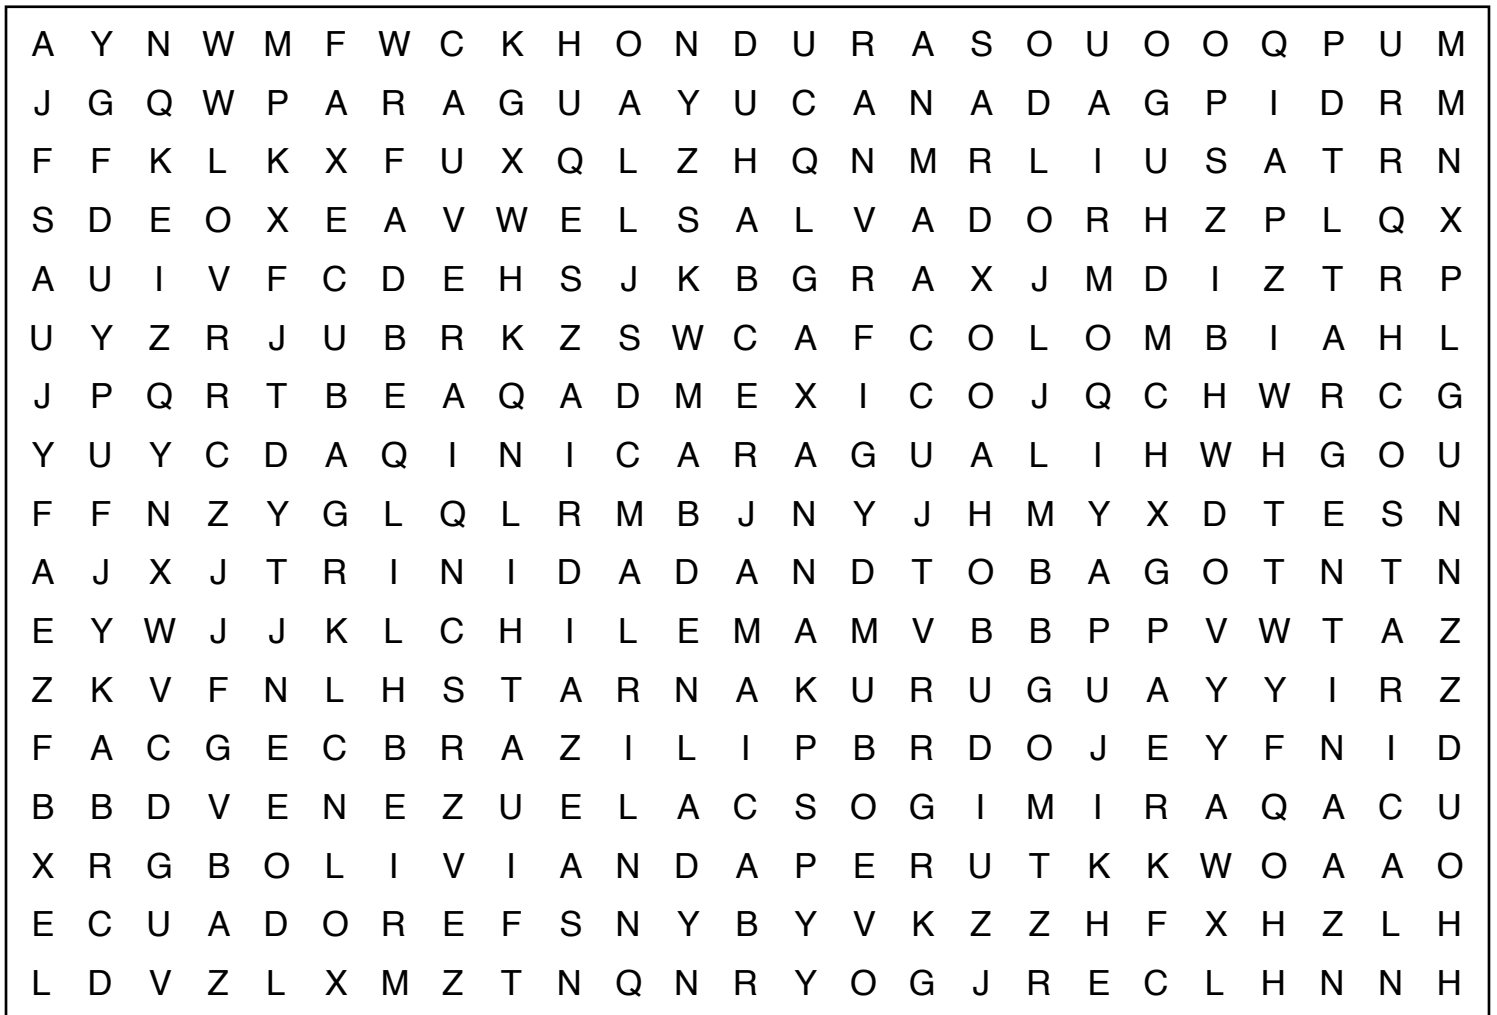 A Y N W M F W C K H O N D U R A S O U O O Q P U M
J G Q W P A R A G U A Y U C A N A D A G P I D R M
F F K L K X F U X Q L Z H Q N M R L I U S A T R N
S D E O X E A V W E L S A L V A D O R H Z P L Q X
A U I V F C D E H S J K B G R A X J M D I Z T R P
U Y Z R J U B R K Z S W C A F C O L O M B I A H L
J P Q R T B E A Q A D M E X I C O J Q C H W R C G
Y U Y C D A Q I N I C A R A G U A L I H W H G O U
F F N Z Y G L Q L R M B J N Y J H M Y X D T E S N
A J X J T R I N I D A D A N D T O B A G O T N T N
E Y W J J K L C H I L E M A M V B B P P V W T A Z
Z K V F N L H S T A R N A K U R U G U A Y Y I R Z
F A C G E C B R A Z I L I P B R D O J E Y F N I D
B B D V E N E Z U E L A C S O G I M I R A Q A C U
X R G B O L I V I A N D A P E R U T K K W O A A O
E C U A D O R E F S N Y B Y V K Z Z H F X H Z L H
L D V Z L X M Z T N Q N R Y O G J R E C L H N N H